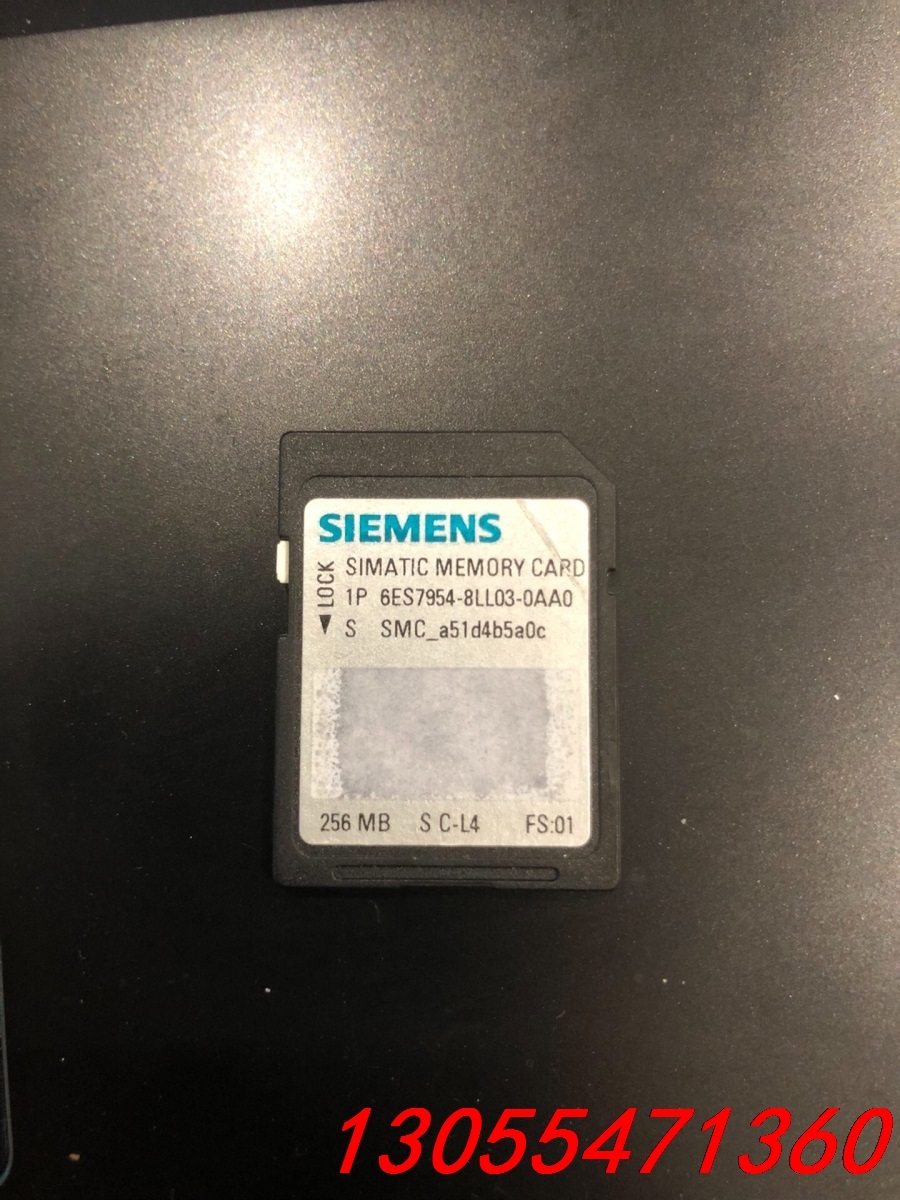 SIEMENS
SIMATIC MEMORY CARD
LOCK
1P 6ES7954-8LL03-0AA0
S SMC_a51d4b5a0c
256 MB S C-L4 FS:01
13055471360